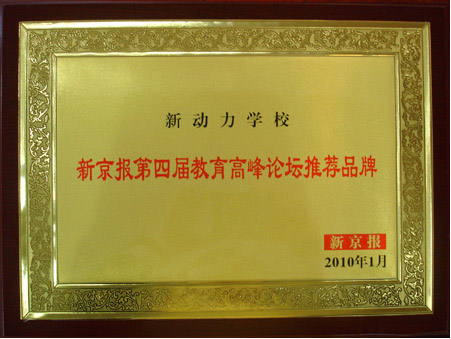 新动力学校
新京报第四届教育高峰论坛推荐品牌
新京报
2010年1月